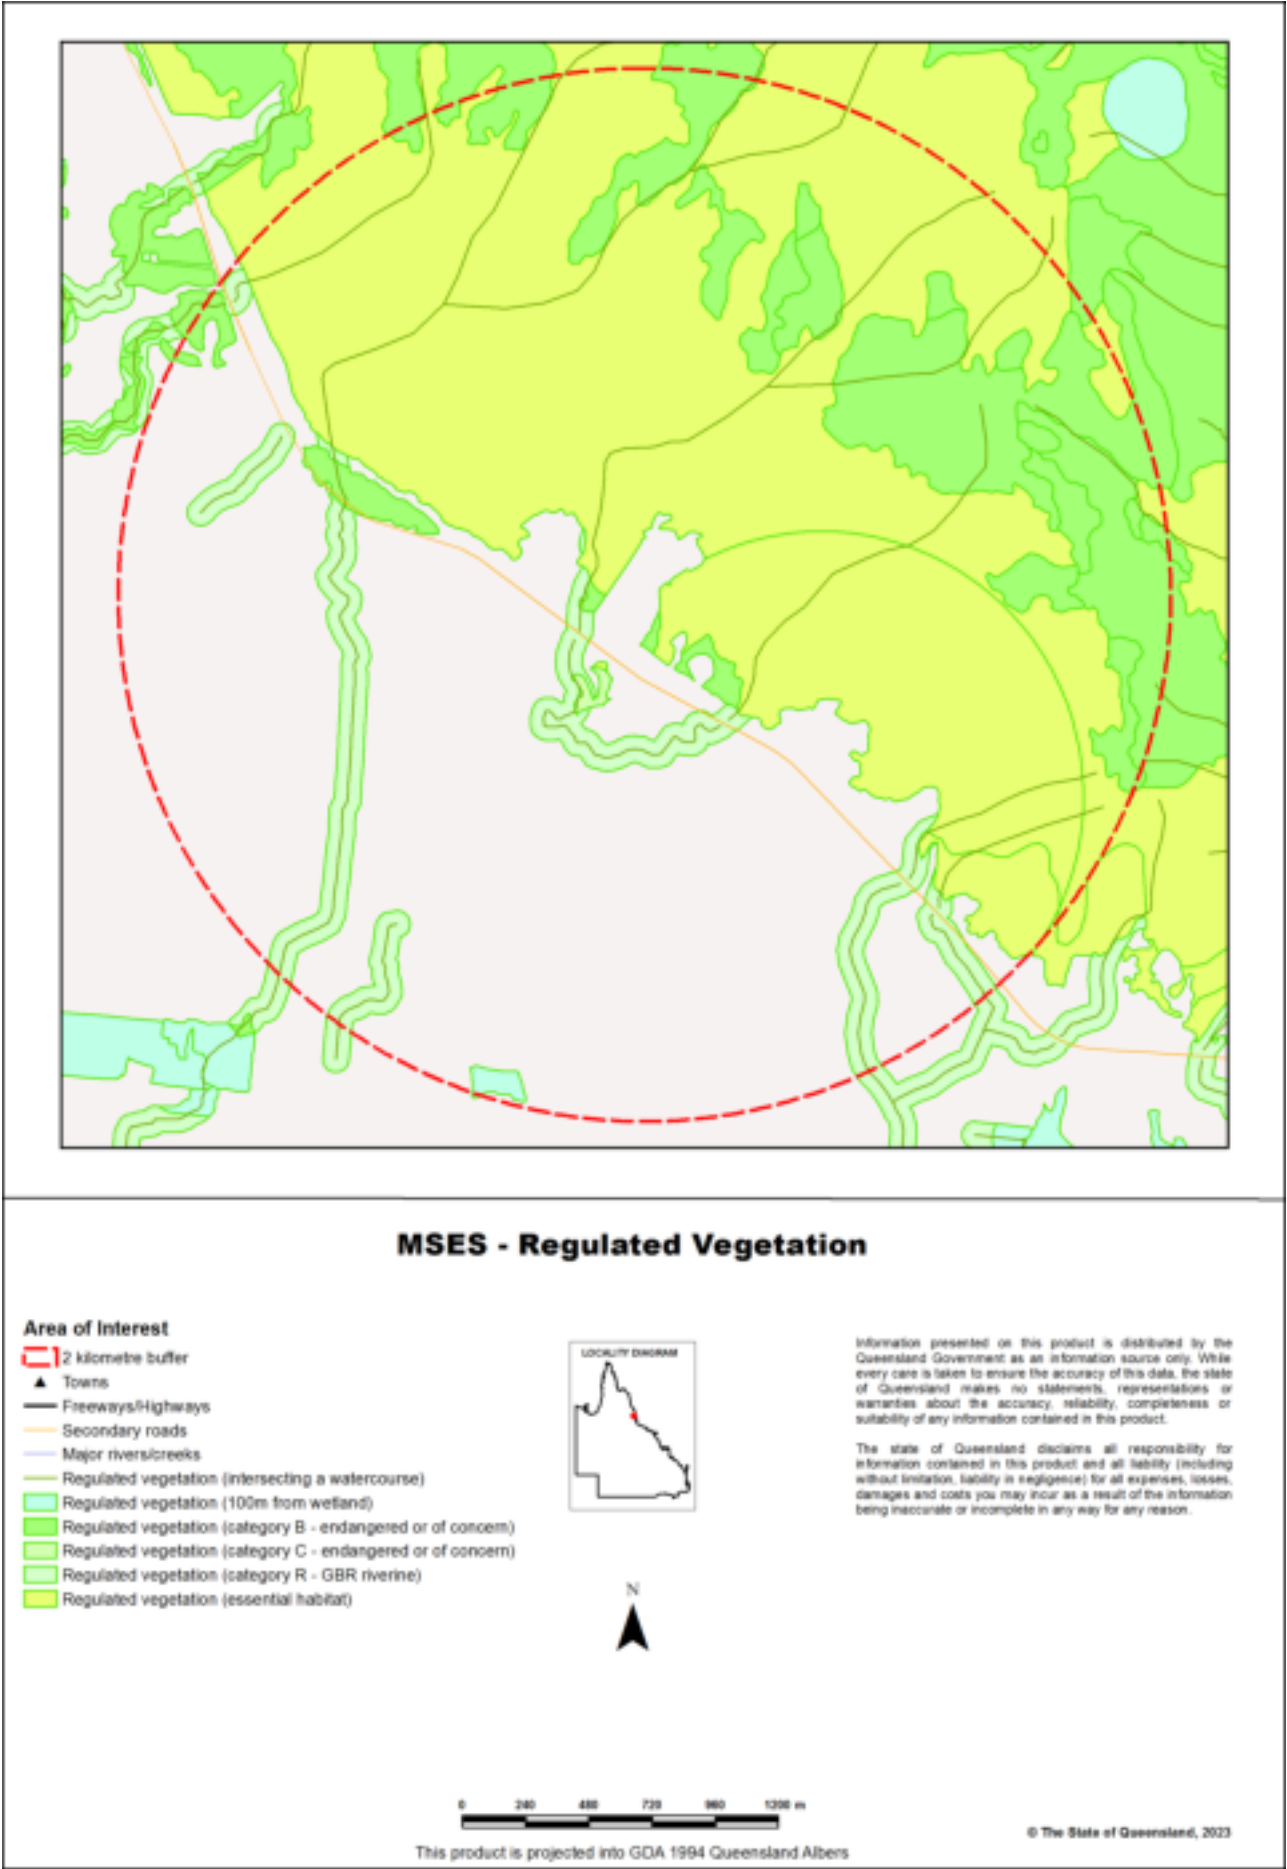 MSES - Regulated Vegetation
Area of Interest
2 kilometre buffer
Towns
Freeways/Highways
Secondary roads
Major rivers/creeks
Regulated vegetation (intersecting a watercourse)
Regulated vegetation (100m from wetland)
Regulated vegetation (category B - endangered or of concern)
Regulated vegetation (category C - endangered or of concern)
Regulated vegetation (category R - GBR riverine)
Regulated vegetation (essential habitat)
LOCALITY DIAGRAM
N
Information presented on this product is distributed by the
Queensland Government as an information source only. While
every care is taken to ensure the accuracy of this data, the state
of Queensland makes no statements, representations or
warranties about the accuracy, reliability, completeness or
suitability of any information contained in this product.
The state of Queensland disclaims all responsibility for
information contained in this product and all liability (including
without limitation, liability in negligence) for all expenses, losses,
damages and costs you may incur as a result of the information
being inaccurate or incomplete in any way for any reason.
0 240 480 720 960 1200 m
This product is projected into GDA 1994 Queensland Albers
© The State of Queensland, 2023